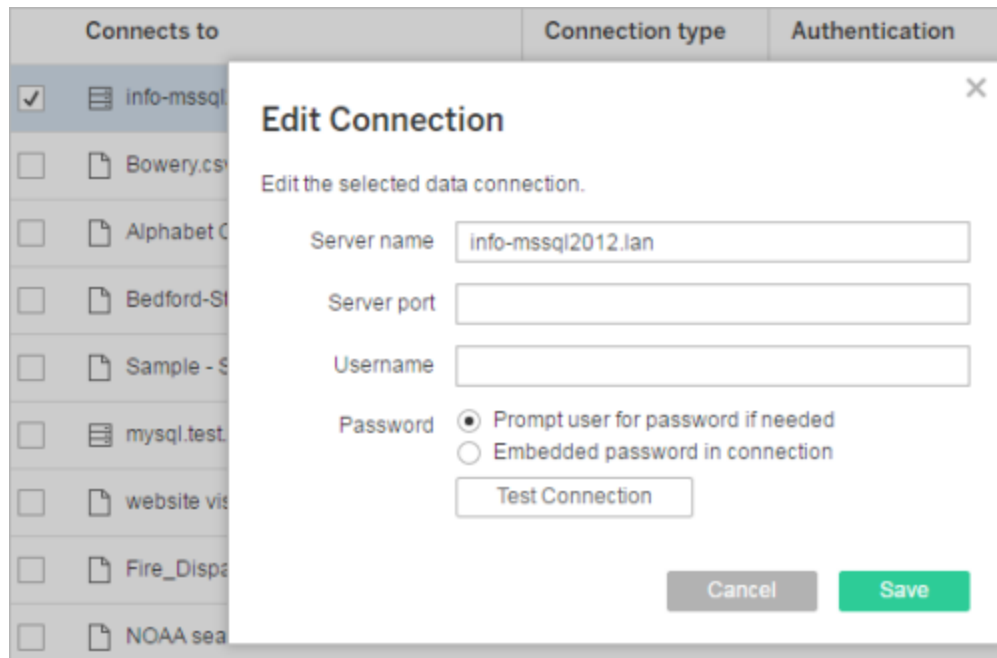 Connects to Connection type Authentication
info-mssql
Edit Connection
Bowery.cs
Edit the selected data connection.
Alphabet
Server name info-mssql2012.lan
Bedford-S
Server port
Sample - S
Username
mysql.test.
Password Prompt user for password if needed
Embedded password in connection
Test Connection
website vis
Fire_Dispa
Cancel Save
NOAA sea